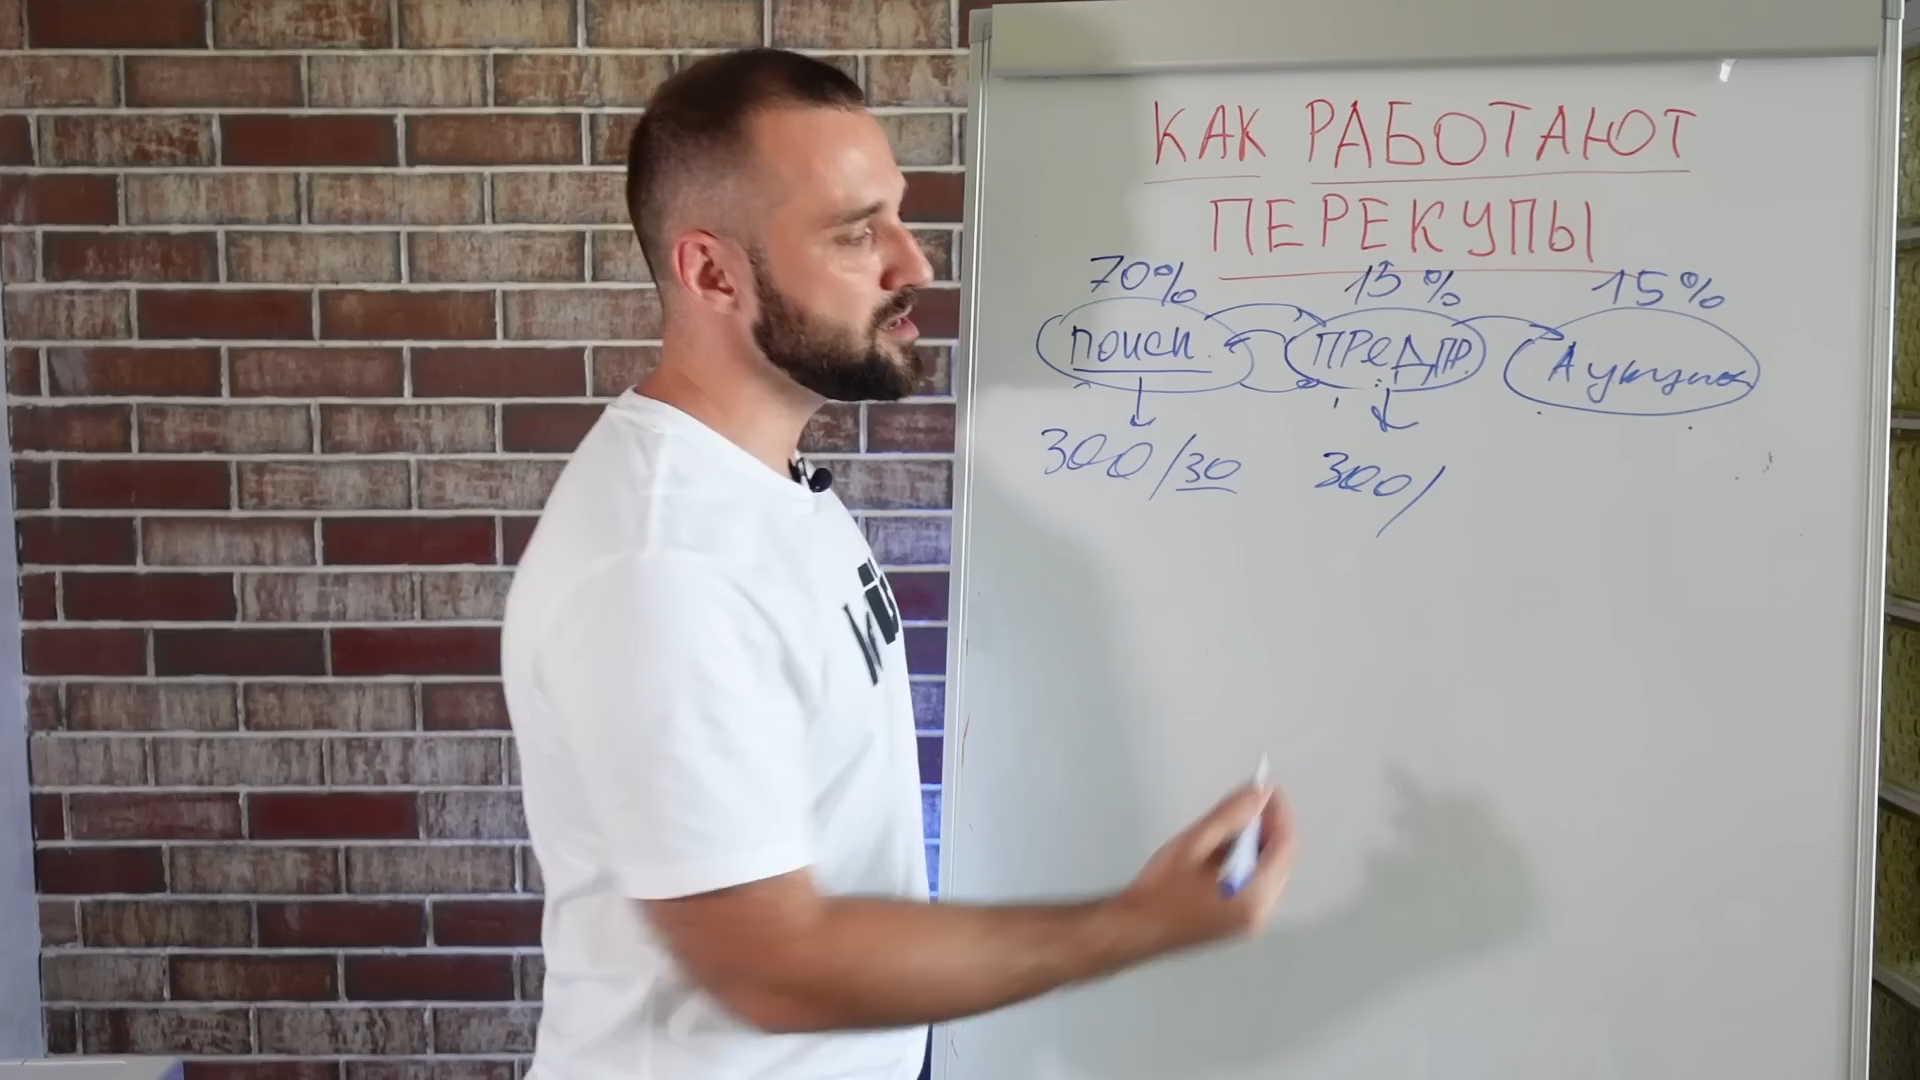 КАК РАБОТАЮТ
ПЕРЕКУПЫ
70% 15% 15%
ПОИСК ПРЕДПР. Аукцион
300/30 300/